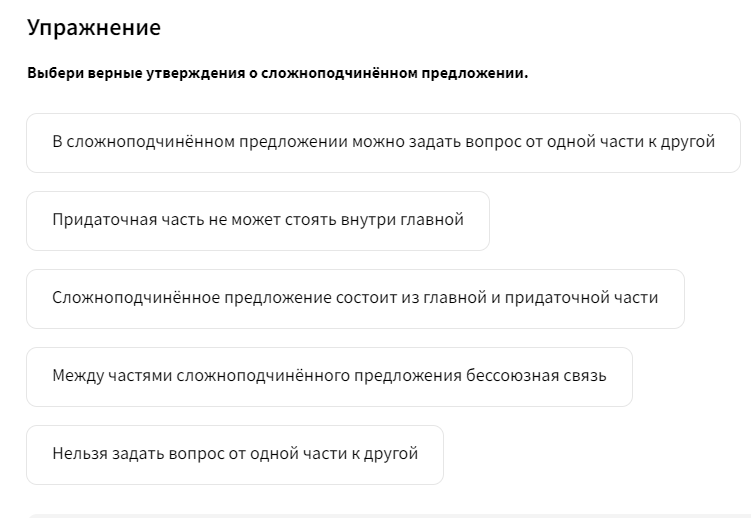 Упражнение
Выбери верные утверждения о сложноподчинённом предложении.
В сложноподчинённом предложении можно задать вопрос от одной части к другой
Придаточная часть не может стоять внутри главной
Сложноподчинённое предложение состоит из главной и придаточной части
Между частями сложноподчинённого предложения бессоюзная связь
Нельзя задать вопрос от одной части к другой